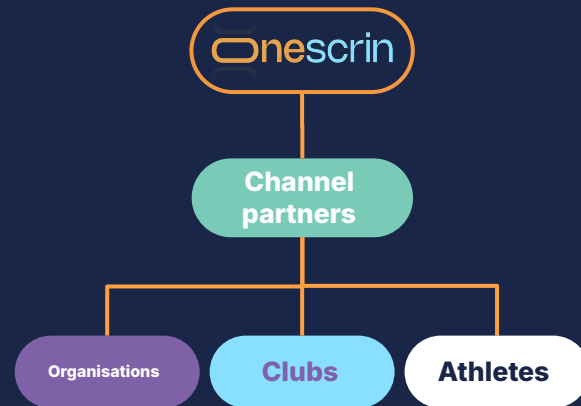 Onescrin
Channel
partners
Organisations
Clubs
Athletes